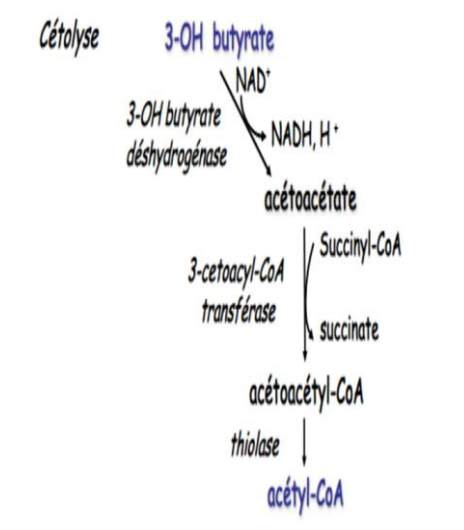 Cétolyse
3-OH butyrate
NAD⁺
3-OH butyrate
déshydrogénase
NADH, H⁺
acétoacétate
Succinyl-CoA
3-cetoacyl-CoA
transférase
succinate
acétoacétyl-CoA
thiolase
acétyl-CoA